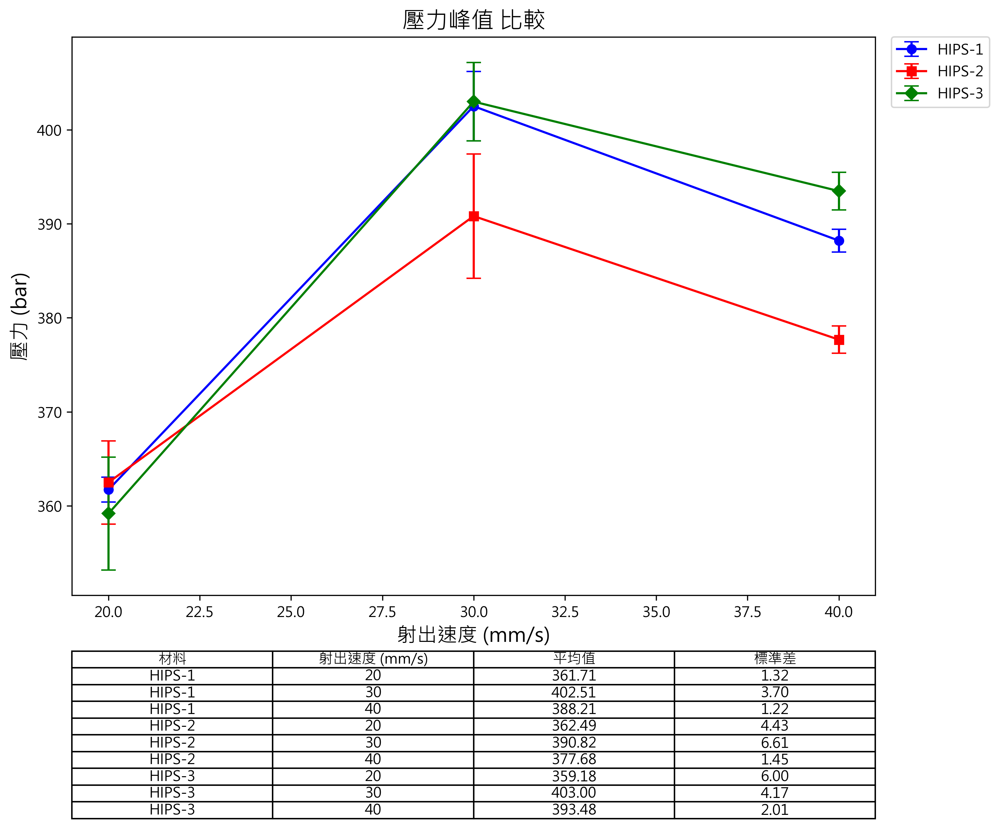 壓力峰值 比較
HIPS-1
HIPS-2
HIPS-3
壓力 (bar)
400
390
380
370
360
20.0 22.5 25.0 27.5 30.0 32.5 35.0 37.5 40.0
射出速度 (mm/s)
材料 射出速度 (mm/s) 平均值 標準差
HIPS-1 20 361.71 1.32
HIPS-1 30 402.51 3.70
HIPS-1 40 388.21 1.22
HIPS-2 20 362.49 4.43
HIPS-2 30 390.82 6.61
HIPS-2 40 377.68 1.45
HIPS-3 20 359.18 6.00
HIPS-3 30 403.00 4.17
HIPS-3 40 393.48 2.01